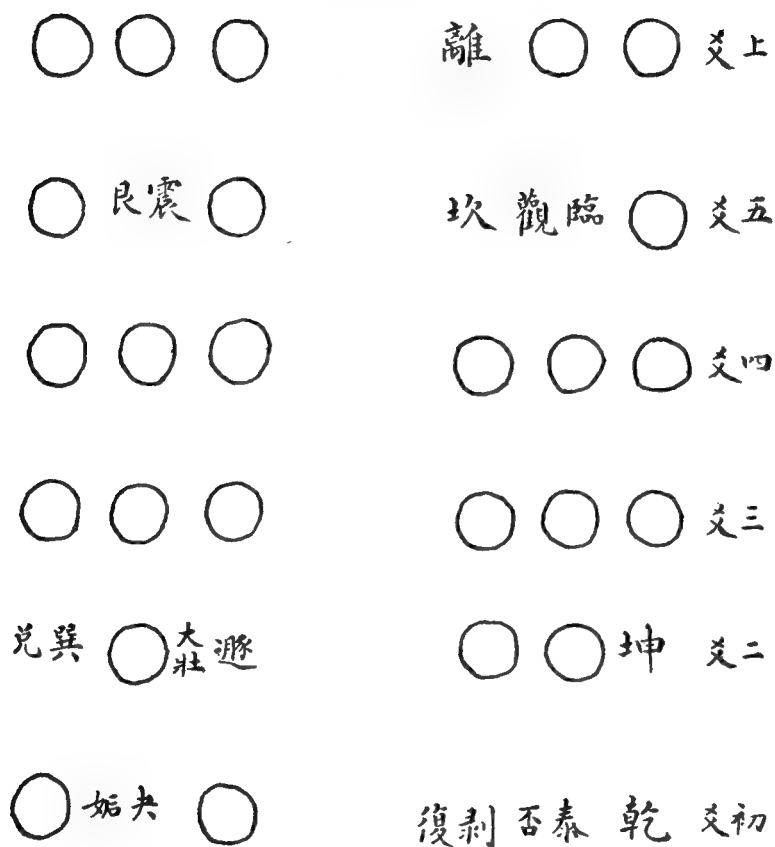 上爻 離
五爻 臨觀 坎 震艮
四爻
三爻
二爻 坤 遯 大壯 巽兌
初爻 乾 泰否 剝復 夬姤